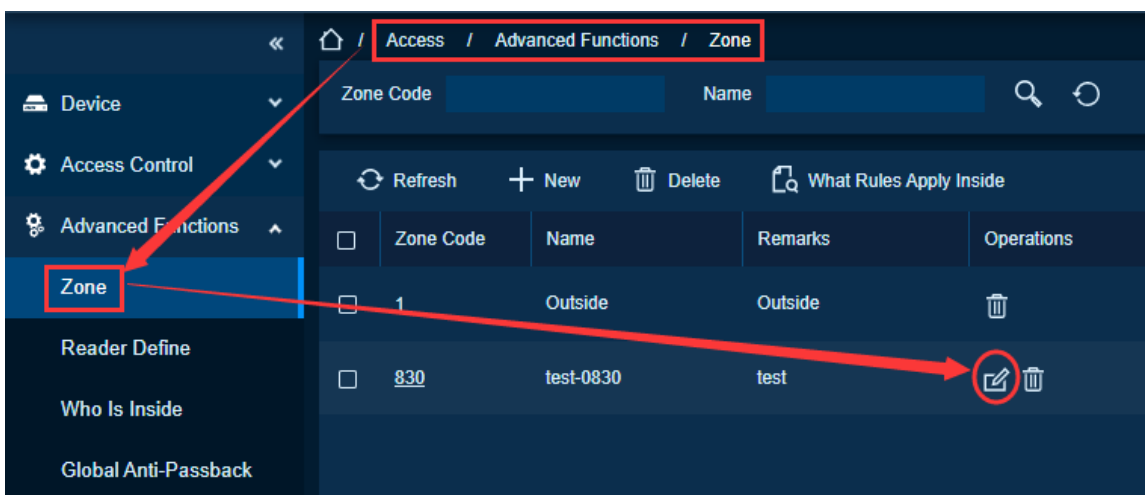 / Access / Advanced Functions / Zone
Zone Code Name
Device
Access Control
Advanced Functions
Zone
Reader Define
Who Is Inside
Global Anti-Passback
Refresh New Delete What Rules Apply Inside
Zone Code Name Remarks Operations
1 Outside Outside
830 test-0830 test